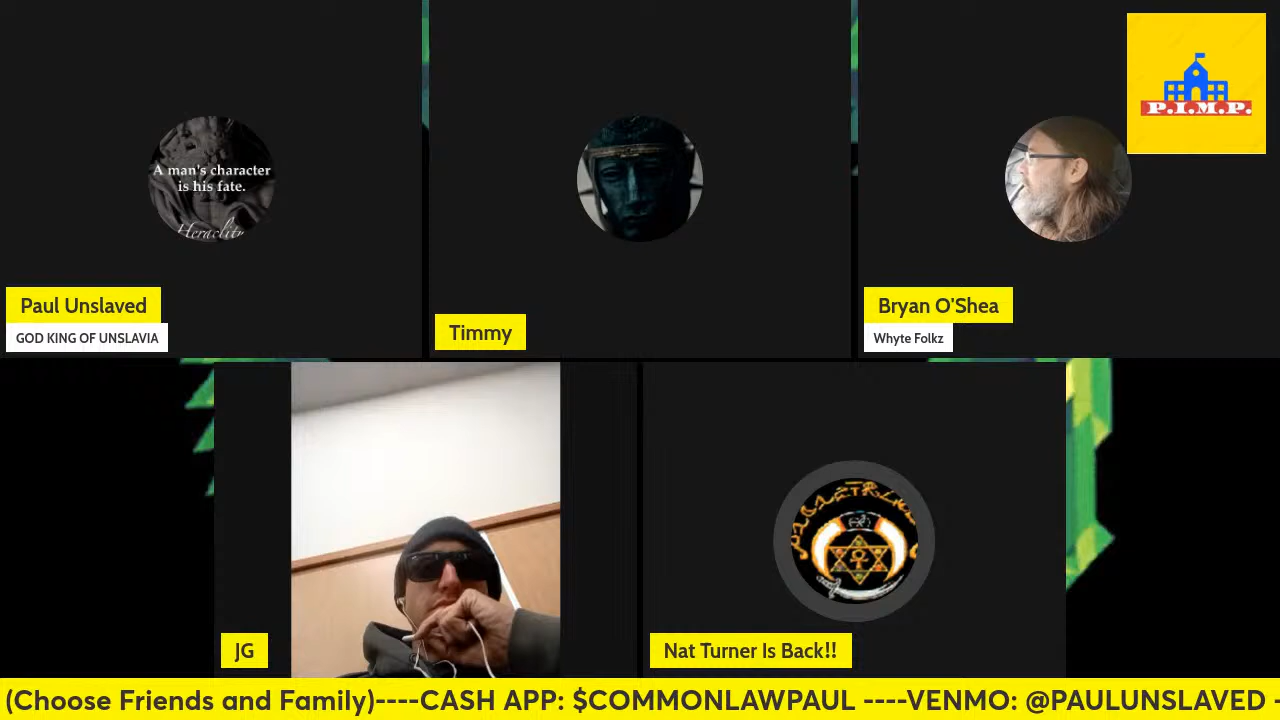 A man's character
is his fate.
P.I.M.P.
Paul Unslaved
GOD KING OF UNSLAVIA
Timmy
Bryan O'Shea
Whyte Folkz
JG
Nat Turner Is Back!!
(Choose Friends and Family)----CASH APP: $COMMONLAWPAUL ----VENMO: @PAULUNSLAVED -